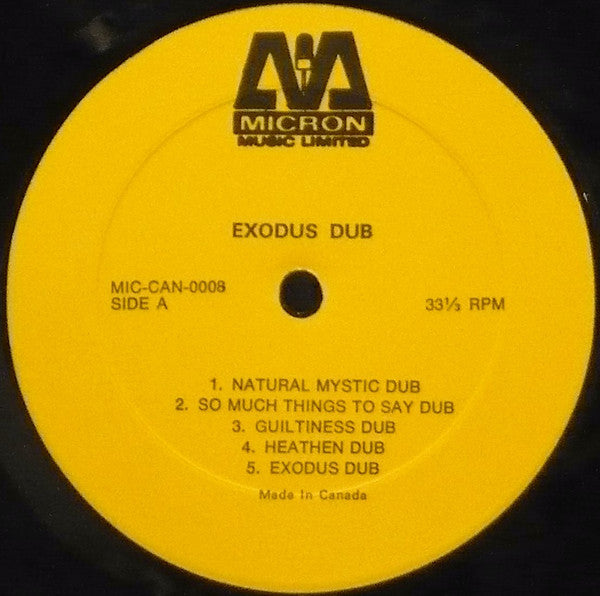 MICRON
MUSIC LIMITED
EXODUS DUB
MIC-CAN-0008
SIDE A
33⅓ RPM
1. NATURAL MYSTIC DUB
2. SO MUCH THINGS TO SAY DUB
3. GUILTINESS DUB
4. HEATHEN DUB
5. EXODUS DUB
Made In Canada